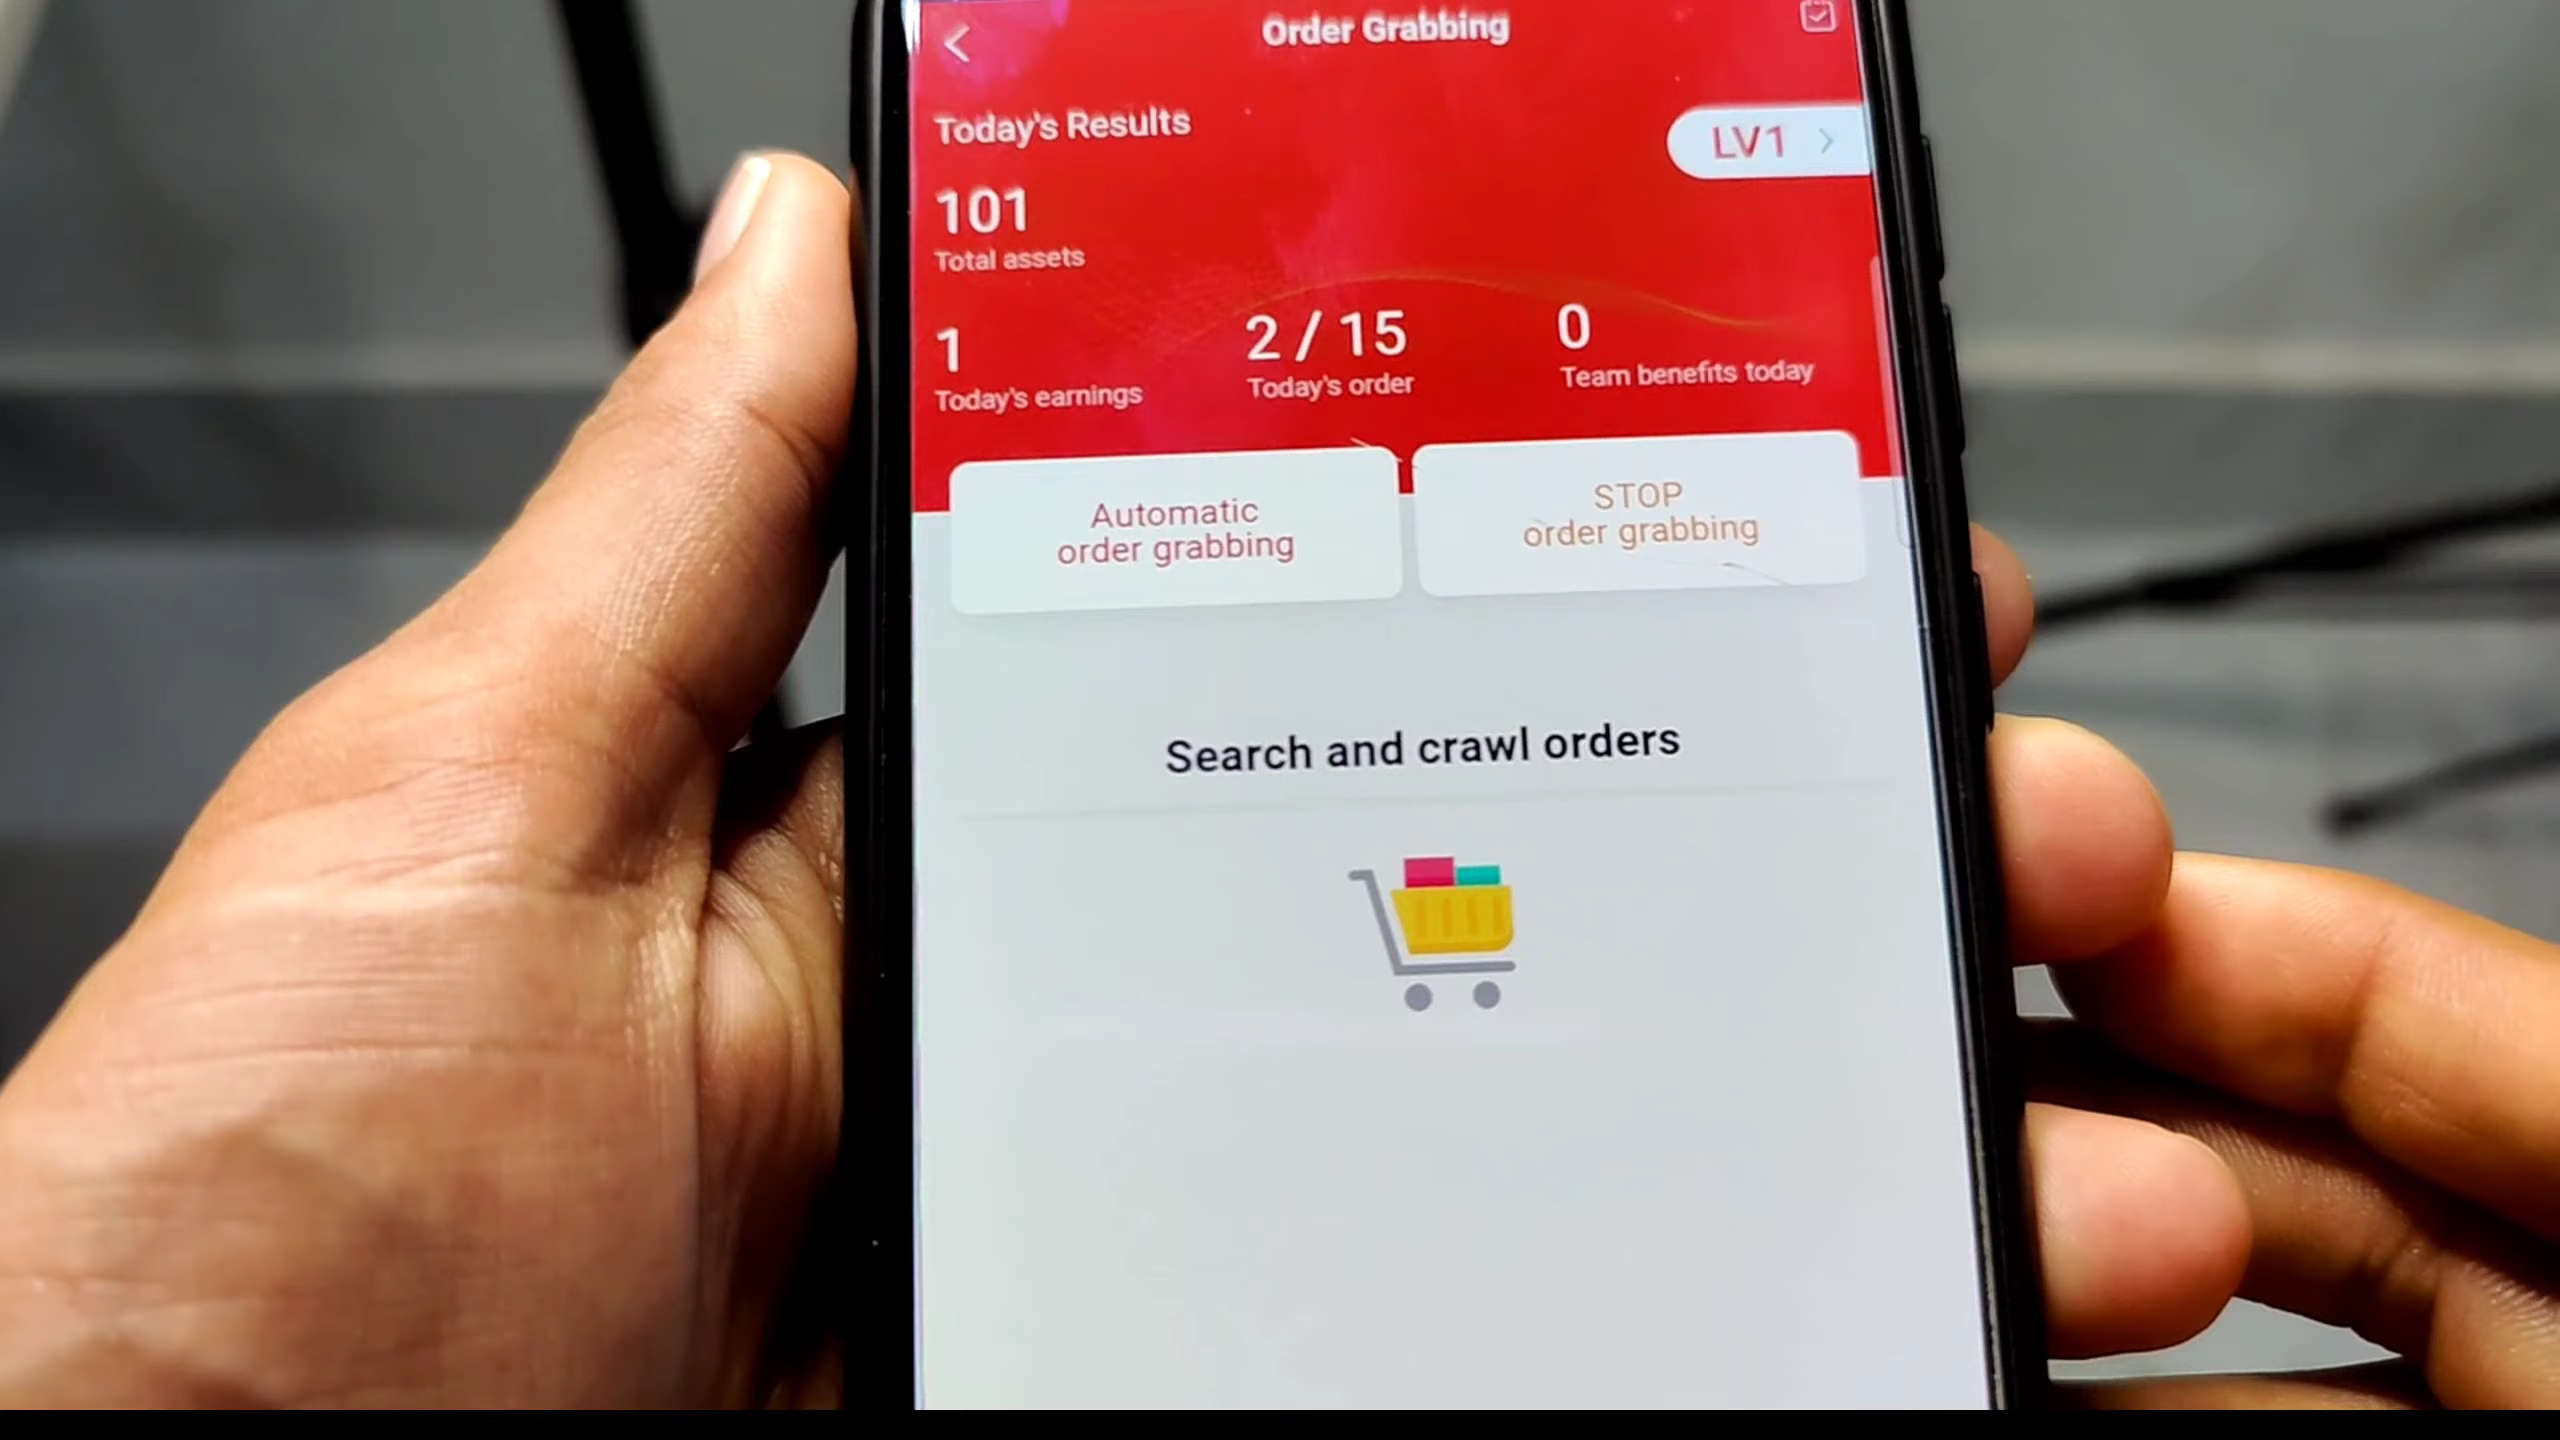 Order Grabbing
Today's Results
LV1
101
Total assets
1
Today's earnings
2 / 15
Today's order
0
Team benefits today
Automatic
order grabbing
STOP
order grabbing
Search and crawl orders